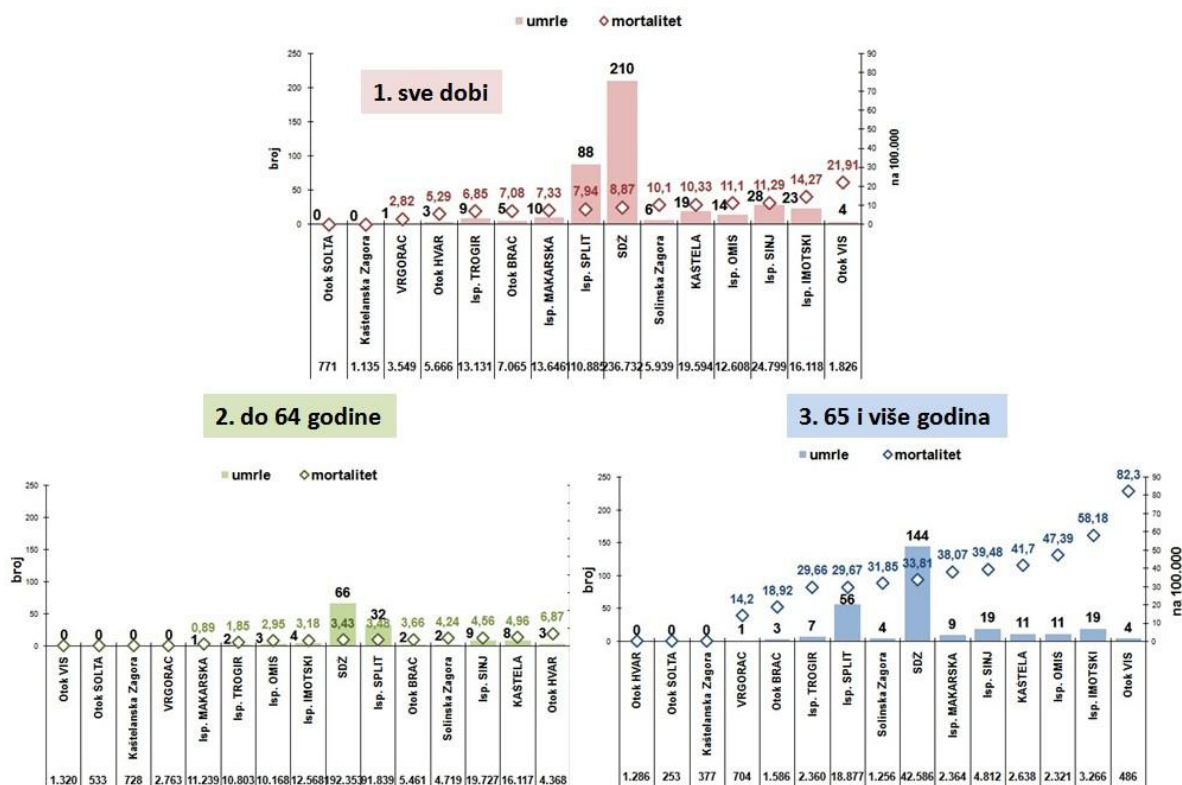 umrle mortalitet
1. sve dobi
250
200
150
100
50
0
broj
90
80
70
60
50
40
30
20
10
0
na 100.000
0 0 1 3 9 5 10 88 210 6 19 14 28 23 4
2,82 5,29 6,85 7,08 7,33 7,94 8,87 10,1 10,33 11,1 11,29 14,27 21,91
Otok ŠOLTA
Kaštelanska Zagora
VRGORAC
Otok HVAR
Isp. TROGIR
Otok BRAČ
Isp. MAKARSKA
Isp. SPLIT
SDŽ
Solinska Zagora
KAŠTELA
Isp. OMIŠ
Isp. SINJ
Isp. IMOTSKI
Otok VIS
771 1.135 3.549 5.666 13.131 7.065 13.646 110.885 236.732 5.939 19.594 12.608 24.799 16.118 1.826
2. do 64 godine
umrle mortalitet
250
200
150
100
50
0
broj
0 0 0 0 1 2 3 4 66 32 2 2 9 8 3
0,89 1,85 2,95 3,18 3,43 3,48 3,66 4,24 4,56 4,96 6,87
Otok VIS
Otok ŠOLTA
Kaštelanska Zagora
VRGORAC
Isp. MAKARSKA
Isp. TROGIR
Isp. OMIŠ
Isp. IMOTSKI
SDŽ
Isp. SPLIT
Otok BRAČ
Solinska Zagora
Isp. SINJ
KAŠTELA
Otok HVAR
1.320 533 728 2.763 11.239 10.803 10.168 12.568 192.353 91.839 5.461 4.719 19.727 16.117 4.368
3. 65 i više godina
umrle mortalitet
250
200
150
100
50
0
broj
90
80
70
60
50
40
30
20
10
0
na 100.000
0 0 0 1 3 7 56 4 144 9 19 11 11 19 4
14,2 18,92 29,66 29,67 31,85 33,81 38,07 39,48 41,7 47,39 58,18 82,3
Otok HVAR
Otok ŠOLTA
Kaštelanska Zagora
VRGORAC
Otok BRAČ
Isp. TROGIR
Isp. SPLIT
Solinska Zagora
SDŽ
Isp. MAKARSKA
Isp. SINJ
KAŠTELA
Isp. OMIŠ
Isp. IMOTSKI
Otok VIS
1.286 253 377 704 1.586 2.360 18.877 1.256 42.586 2.364 4.812 2.638 2.321 3.266 486